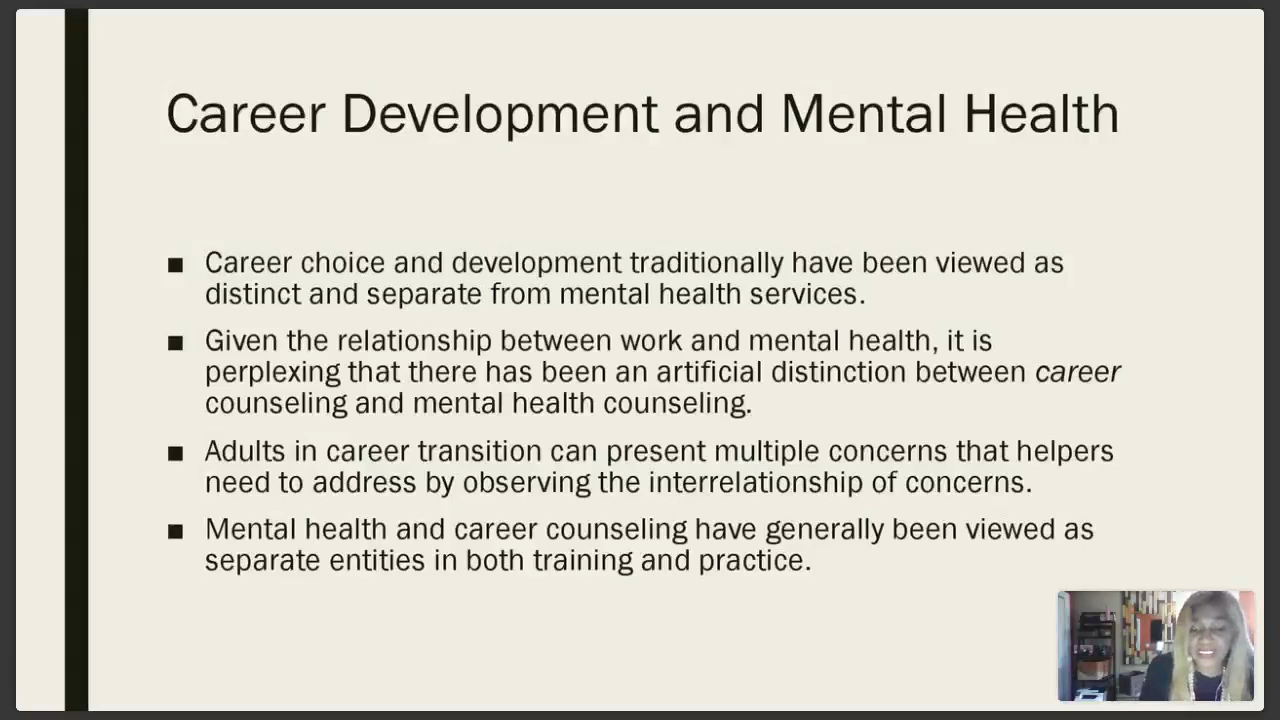 Career Development and Mental Health
■ Career choice and development traditionally have been viewed as
distinct and separate from mental health services.
■ Given the relationship between work and mental health, it is
perplexing that there has been an artificial distinction between career
counseling and mental health counseling.
■ Adults in career transition can present multiple concerns that helpers
need to address by observing the interrelationship of concerns.
■ Mental health and career counseling have generally been viewed as
separate entities in both training and practice.